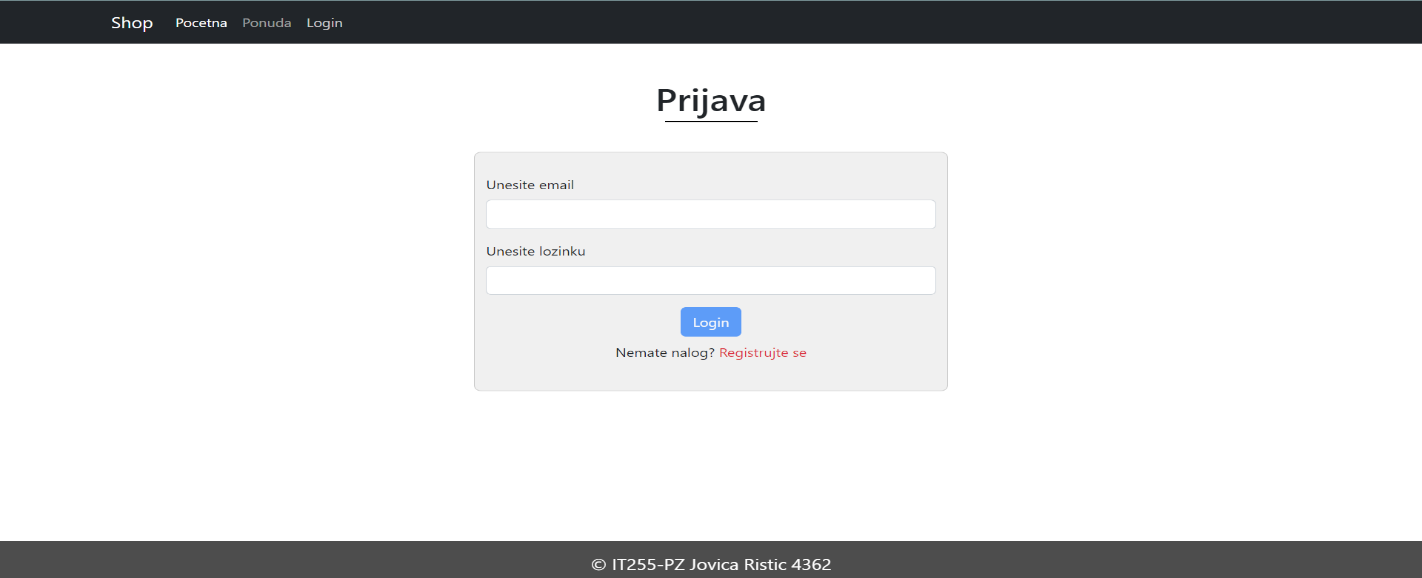 Shop Pocetna Ponuda Login
Prijava
Unesite email
Unesite lozinku
Login
Nemate nalog? Registrujte se
© IT255-PZ Jovica Ristic 4362